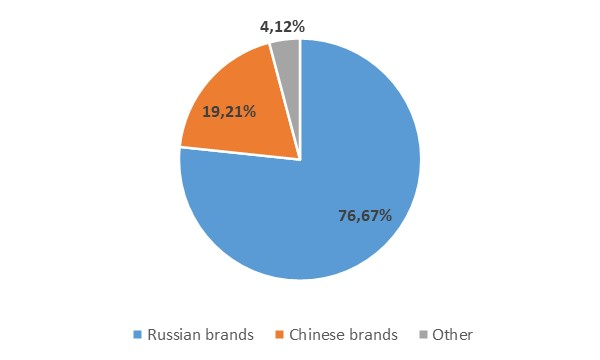 4,12%
19,21%
76,67%
Russian brands Chinese brands Other